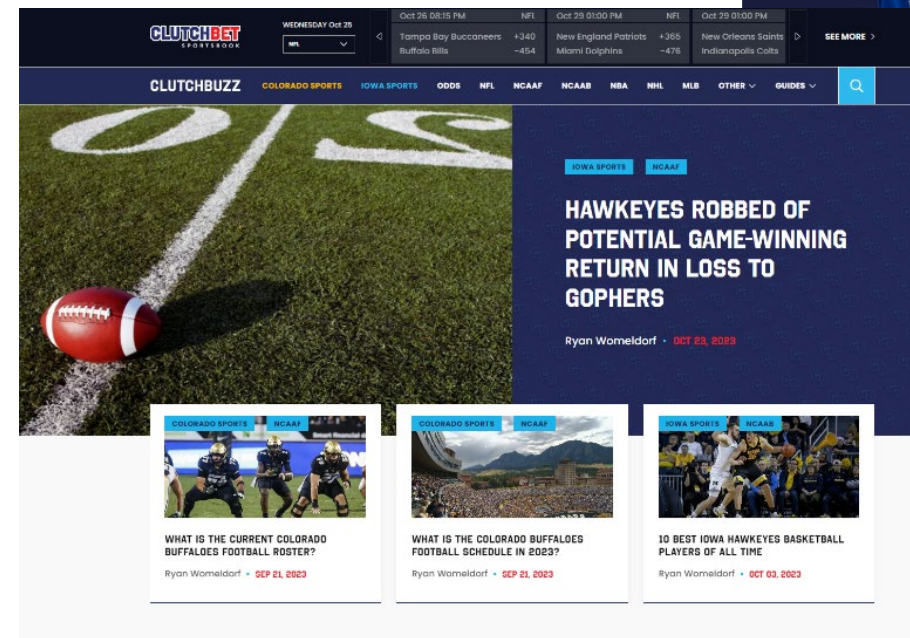 CLUTCHBET
SPORTSBOOK
WEDNESDAY Oct 25
NFL
Oct 26 08:15 PM NFL
Tampa Bay Buccaneers +340
Buffalo Bills -454
Oct 29 01:00 PM NFL
New England Patriots +365
Miami Dolphins -476
Oct 29 01:00 PM
New Orleans Saints
Indianapolis Colts
SEE MORE
CLUTCHBUZZ COLORADO SPORTS IOWA SPORTS ODDS NFL NCAAF NCAAB NBA NHL MLB OTHER GUIDES
IOWA SPORTS NCAAF
HAWKEYES ROBBED OF
POTENTIAL GAME-WINNING
RETURN IN LOSS TO
GOPHERS
Ryan Womeldorf • OCT 23, 2023
COLORADO SPORTS NCAAF
WHAT IS THE CURRENT COLORADO
BUFFALOES FOOTBALL ROSTER?
Ryan Womeldorf • SEP 21, 2023
COLORADO SPORTS NCAAF
WHAT IS THE COLORADO BUFFALOES
FOOTBALL SCHEDULE IN 2023?
Ryan Womeldorf • SEP 21, 2023
IOWA SPORTS NCAAB
10 BEST IOWA HAWKEYES BASKETBALL
PLAYERS OF ALL TIME
Ryan Womeldorf • OCT 03, 2023